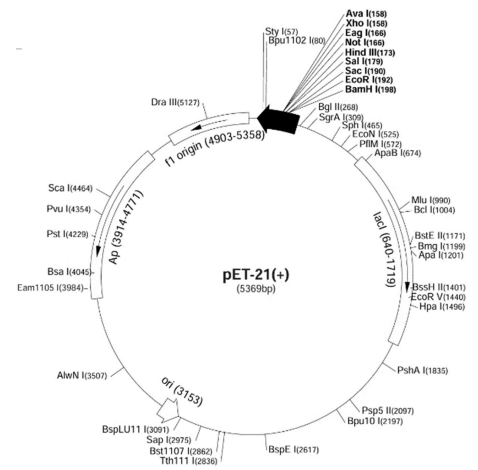 Ava I(158)
Xho I(158)
Eag I(166)
Not I(166)
Hind III(173)
Sal I(179)
Sac I(190)
EcoR I(192)
BamH I(198)
Sty I(57)
Bpu1102 I(80)
Dra III(5127)
Bgl II(268)
SgrA I(309)
Sph I(465)
EcoN I(525)
PflM I(572)
ApaB I(674)
f1 origin (4903-5358)
Sca I(4464)
Pvu I(4354)
Pst I(4229)
Bsa I(4045)
Eam1105 I(3984)
Ap (3914-4771)
lacI (640-1719)
Mlu I(990)
Bcl I(1004)
BstE II(1171)
Bmg I(1199)
Apa I(1201)
BssH II(1401)
EcoR V(1440)
Hpa I(1496)
pET-21(+)
(5369bp)
AlwN I(3507)
PshA I(1835)
ori (3153)
Psp5 II(2097)
Bpu10 I(2197)
BspLU11 I(3091)
Sap I(2975)
Bst1107 I(2862)
Tth111 I(2836)
BspE I(2617)